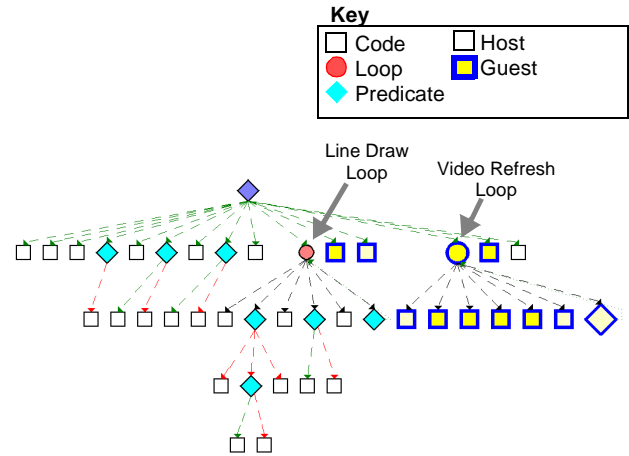 Key
Code Host
Loop Guest
Predicate
Line Draw
Loop
Video Refresh
Loop